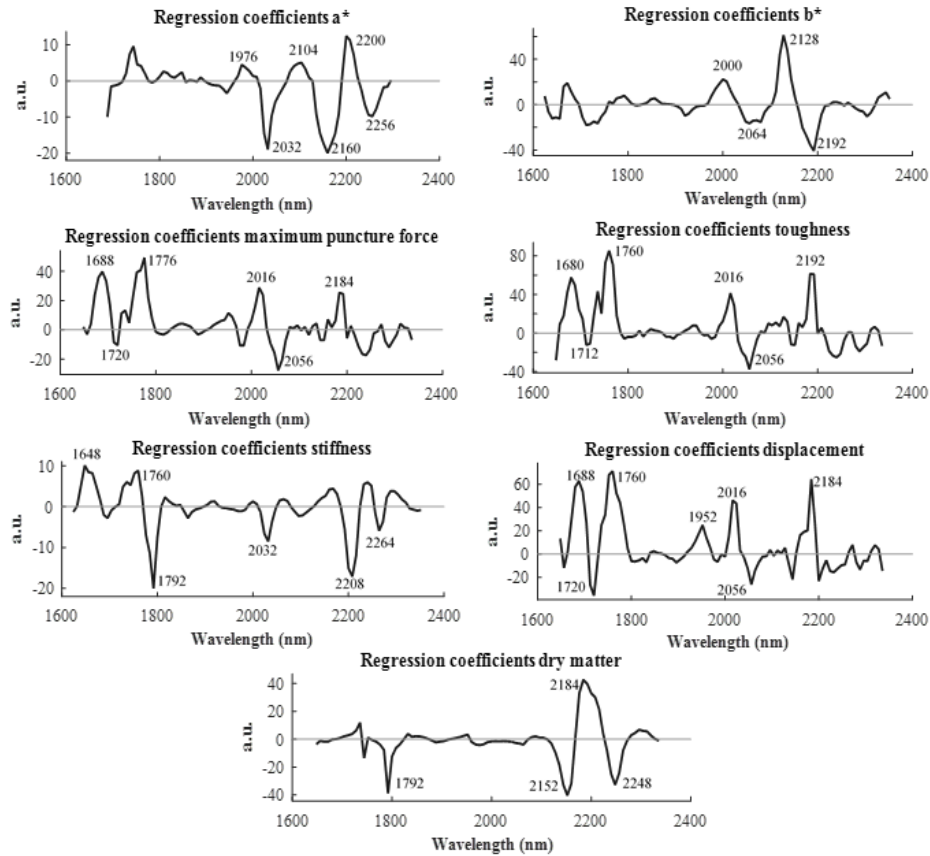 Regression coefficients a*
10
0
-10
-20
a.u.
1976
2104
2200
2032
2160
2256
1600 1800 2000 2200 2400
Wavelength (nm)
Regression coefficients b*
40
0
-40
a.u.
2000
2128
2064
2192
1600 1800 2000 2200 2400
Wavelength (nm)
Regression coefficients maximum puncture force
40
20
0
-20
a.u.
1688
1776
2016
2184
1720
2056
1600 1800 2000 2200 2400
Wavelength (nm)
Regression coefficients toughness
80
40
0
-40
a.u.
1680
1760
2016
2192
1712
2056
1600 1800 2000 2200 2400
Wavelength (nm)
Regression coefficients stiffness
10
0
-10
-20
a.u.
1648
1760
1792
2032
2208
2264
1600 1800 2000 2200 2400
Wavelength (nm)
Regression coefficients displacement
60
40
20
0
-20
a.u.
1688
1760
1952
2016
2184
1720
2056
1600 1800 2000 2200 2400
Wavelength (nm)
Regression coefficients dry matter
40
20
0
-20
-40
a.u.
2184
1792
2152
2248
1600 1800 2000 2200 2400
Wavelength (nm)